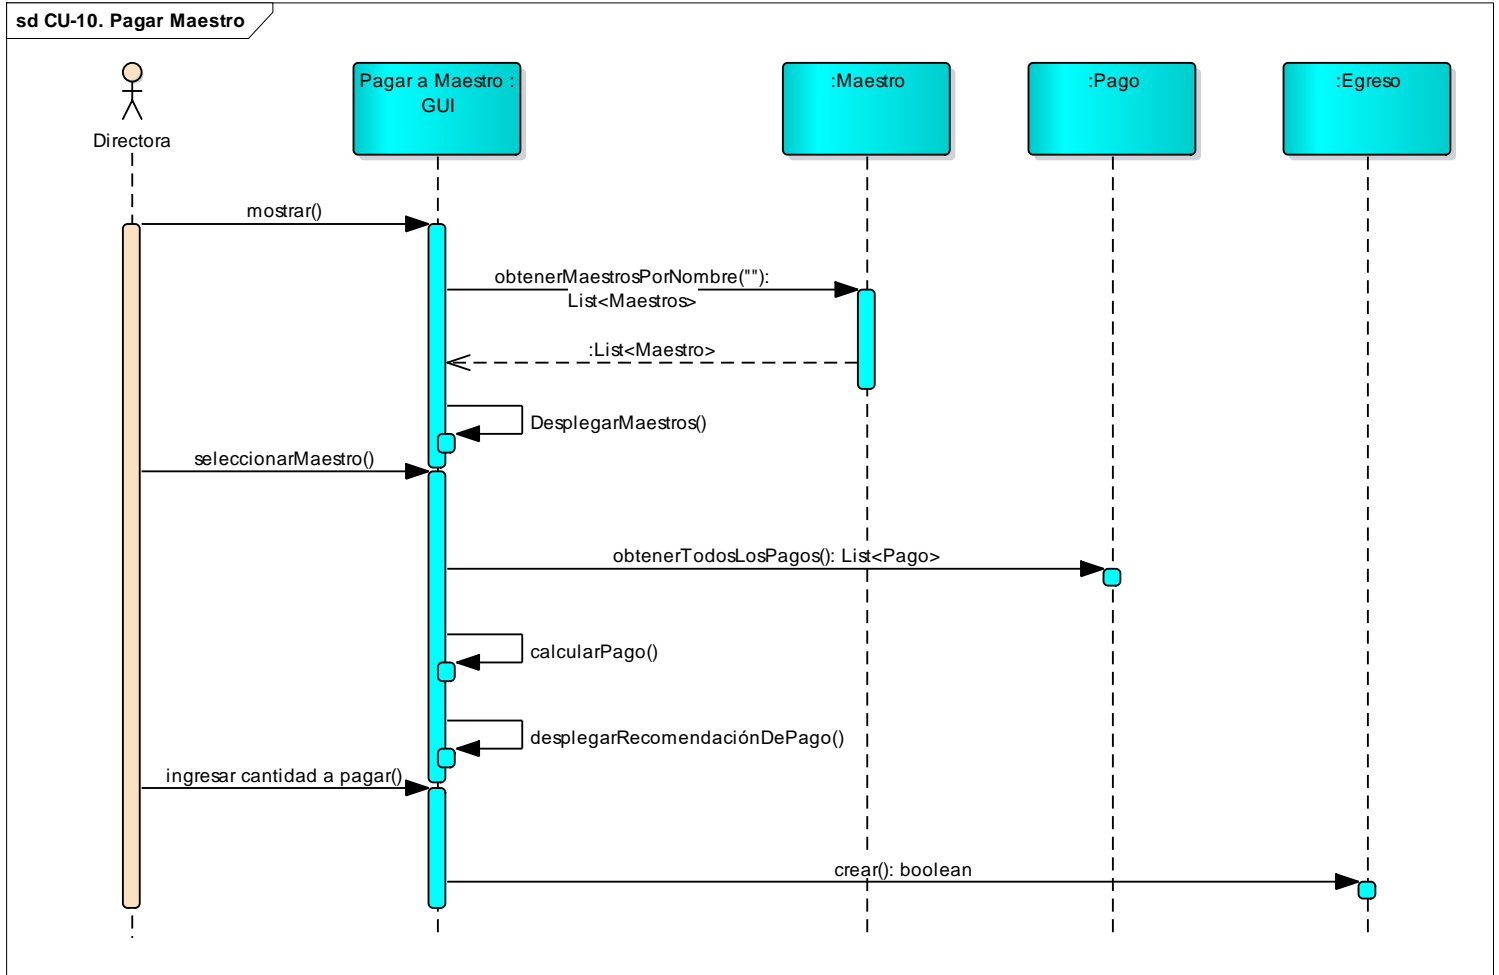 sd CU-10. Pagar Maestro
Directora
Pagar a Maestro :
GUI
:Maestro
:Pago
:Egreso
mostrar()
obtenerMaestrosPorNombre(""):
List<Maestros>
:List<Maestro>
DesplegarMaestros()
seleccionarMaestro()
obtenerTodosLosPagos(): List<Pago>
calcularPago()
desplegarRecomendaciónDePago()
ingresar cantidad a pagar()
crear(): boolean